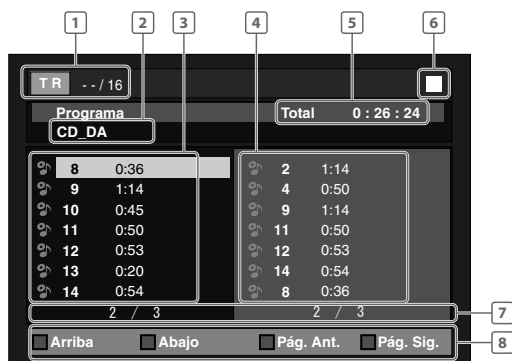 1 2 3 4 5 6
T R - - / 16
Programa Total 0 : 26 : 24
CD_DA
8 0:36 2 1:14
9 1:14 4 0:50
10 0:45 9 1:14
11 0:50 11 0:50
12 0:53 12 0:53
13 0:20 14 0:54
14 0:54 8 0:36
2 / 3 2 / 3
7
Arriba Abajo Pág. Ant. Pág. Sig.
8